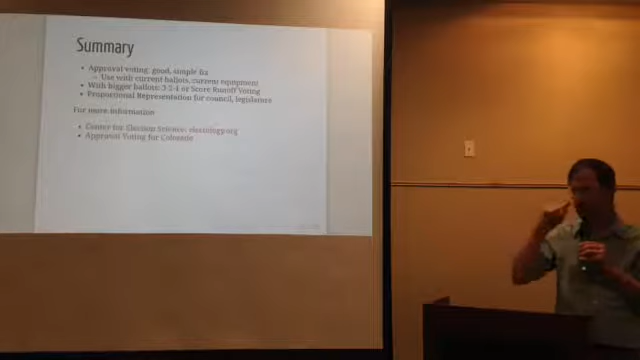 Summary
• Approval voting: good, simple fix
– Use with current ballots, current equipment
• With bigger ballots: 3-2-1 or Score Runoff Voting
• Proportional Representation for council, legislature
For more information
• Center for Election Science: electology.org
• Approval Voting for Colorado